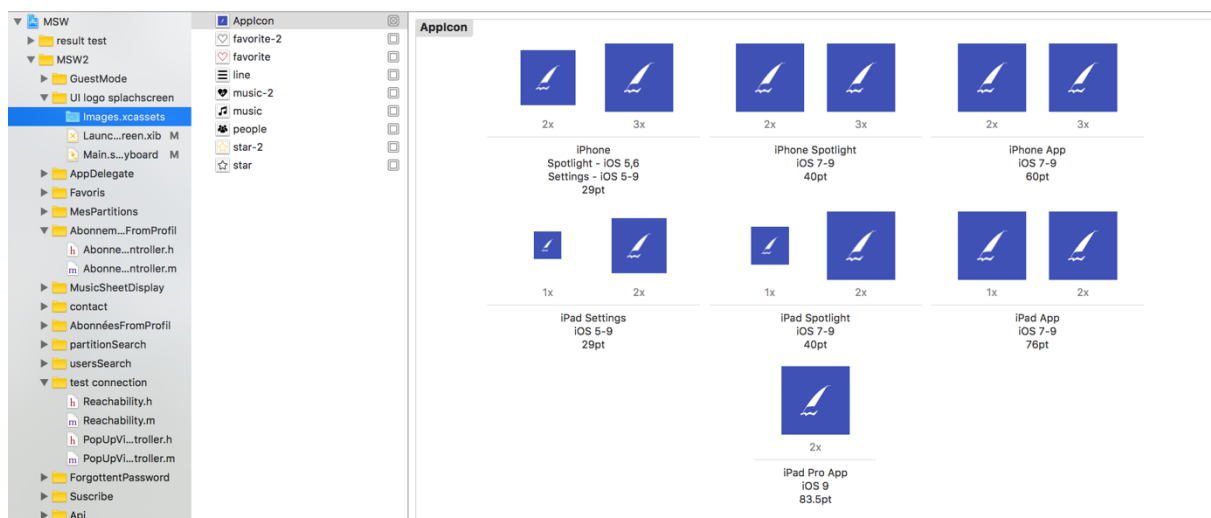 MSW
result test
MSW2
GuestMode
UI logo splachscreen
Images.xcassets
Launc...reen.xib M
Main.s...yboard M
AppDelegate
Favoris
MesPartitions
Abonnem...FromProfil
Abonne...ntroller.h
Abonne...ntroller.m
MusicSheetDisplay
contact
AbonnéesFromProfil
partitionSearch
usersSearch
test connection
Reachability.h
Reachability.m
PopUpVi...troller.h
PopUpVi...troller.m
ForgottentPassword
Suscribe
Api
AppIcon
favorite-2
favorite
line
music-2
music
people
star-2
star
AppIcon
2x 3x
iPhone
Spotlight - iOS 5,6
Settings - iOS 5-9
29pt
2x 3x
iPhone Spotlight
iOS 7-9
40pt
2x 3x
iPhone App
iOS 7-9
60pt
1x 2x
iPad Settings
iOS 5-9
29pt
1x 2x
iPad Spotlight
iOS 7-9
40pt
1x 2x
iPad App
iOS 7-9
76pt
2x
iPad Pro App
iOS 9
83.5pt